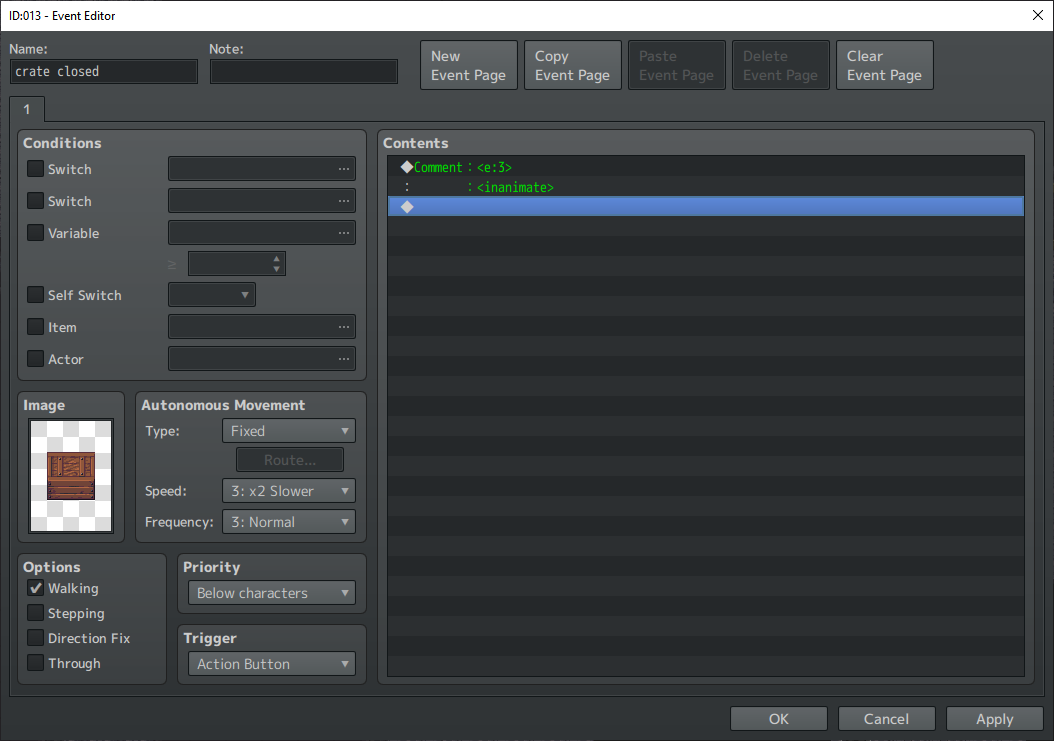 ID:013 - Event Editor
Name:
Note:
crate closed
New
Event Page
Copy
Event Page
Paste
Event Page
Delete
Event Page
Clear
Event Page
1
Conditions
Switch
...
Switch
...
Variable
...
≥
Self Switch
Item
...
Actor
...
Image
Autonomous Movement
Type:
Fixed
Route...
Speed:
3: x2 Slower
Frequency:
3: Normal
Options
Walking
Stepping
Direction Fix
Through
Priority
Below characters
Trigger
Action Button
Contents
◆Comment : <e:3>
: : <inanimate>
◆
OK
Cancel
Apply